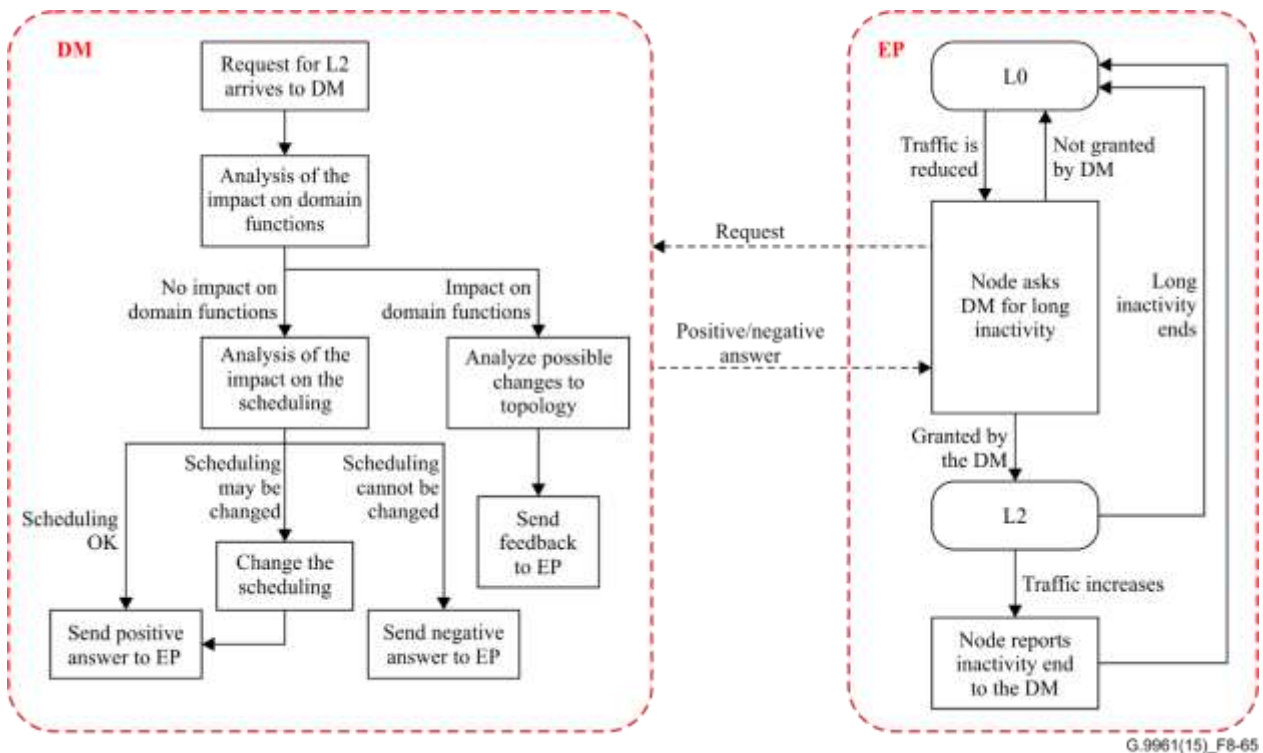 DM
Request for L2
arrives to DM
Analysis of the
impact on domain
functions
No impact on
domain functions
Impact on
domain functions
Analysis of the
impact on the
scheduling
Analyze possible
changes to
topology
Scheduling
OK
Scheduling
may be
changed
Scheduling
cannot be
changed
Change the
scheduling
Send
feedback
to EP
Send positive
answer to EP
Send negative
answer to EP
Request
Positive/negative
answer
EP
L0
Traffic is
reduced
Not granted
by DM
Node asks
DM for long
inactivity
Long
inactivity
ends
Granted by
the DM
L2
Traffic increases
Node reports
inactivity end
to the DM
G.9961(15)_F8-65